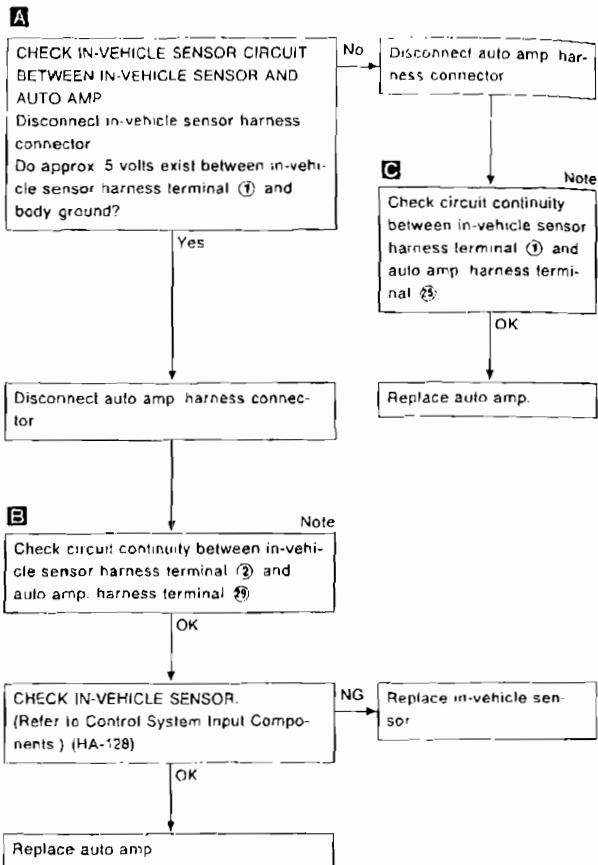 A
CHECK IN-VEHICLE SENSOR CIRCUIT
BETWEEN IN-VEHICLE SENSOR AND
AUTO AMP
Disconnect in-vehicle sensor harness
connector
Do approx 5 volts exist between in-vehi-
cle sensor harness terminal ① and
body ground?
No
Disconnect auto amp har-
ness connector
C
Note
Check circuit continuity
between in-vehicle sensor
harness terminal ① and
auto amp harness termi-
nal ㉕
OK
Replace auto amp.
Yes
Disconnect auto amp harness connec-
tor
B
Note
Check circuit continuity between in-vehi-
cle sensor harness terminal ② and
auto amp. harness terminal ㉙
OK
CHECK IN-VEHICLE SENSOR.
(Refer to Control System Input Compo-
nents ) (HA-128)
NG
Replace in-vehicle sen-
sor
OK
Replace auto amp